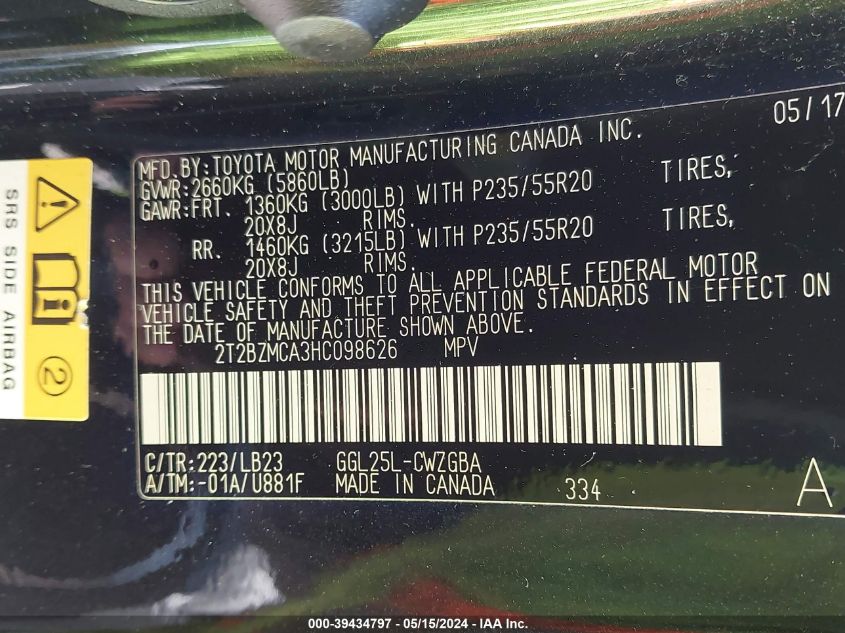 05/17
MFD.BY:TOYOTA MOTOR MANUFACTURING CANADA INC.
GVWR:2660KG (5860LB)
GAWR:FRT. 1360KG (3000LB) WITH P235/55R20 TIRES,
20X8J RIMS.
RR. 1460KG (3215LB) WITH P235/55R20 TIRES,
20X8J RIMS.
THIS VEHICLE CONFORMS TO ALL APPLICABLE FEDERAL MOTOR
VEHICLE SAFETY AND THEFT PREVENTION STANDARDS IN EFFECT ON
THE DATE OF MANUFACTURE SHOWN ABOVE.
2T2BZMCA3HC098626 MPV
C/TR:223/LB23 GGL25L-CWZGBA
A/TM:-01A/U881F MADE IN CANADA 334 A
SRS SIDE AIRBAG
2
000-39434797 - 05/15/2024 - IAA Inc.